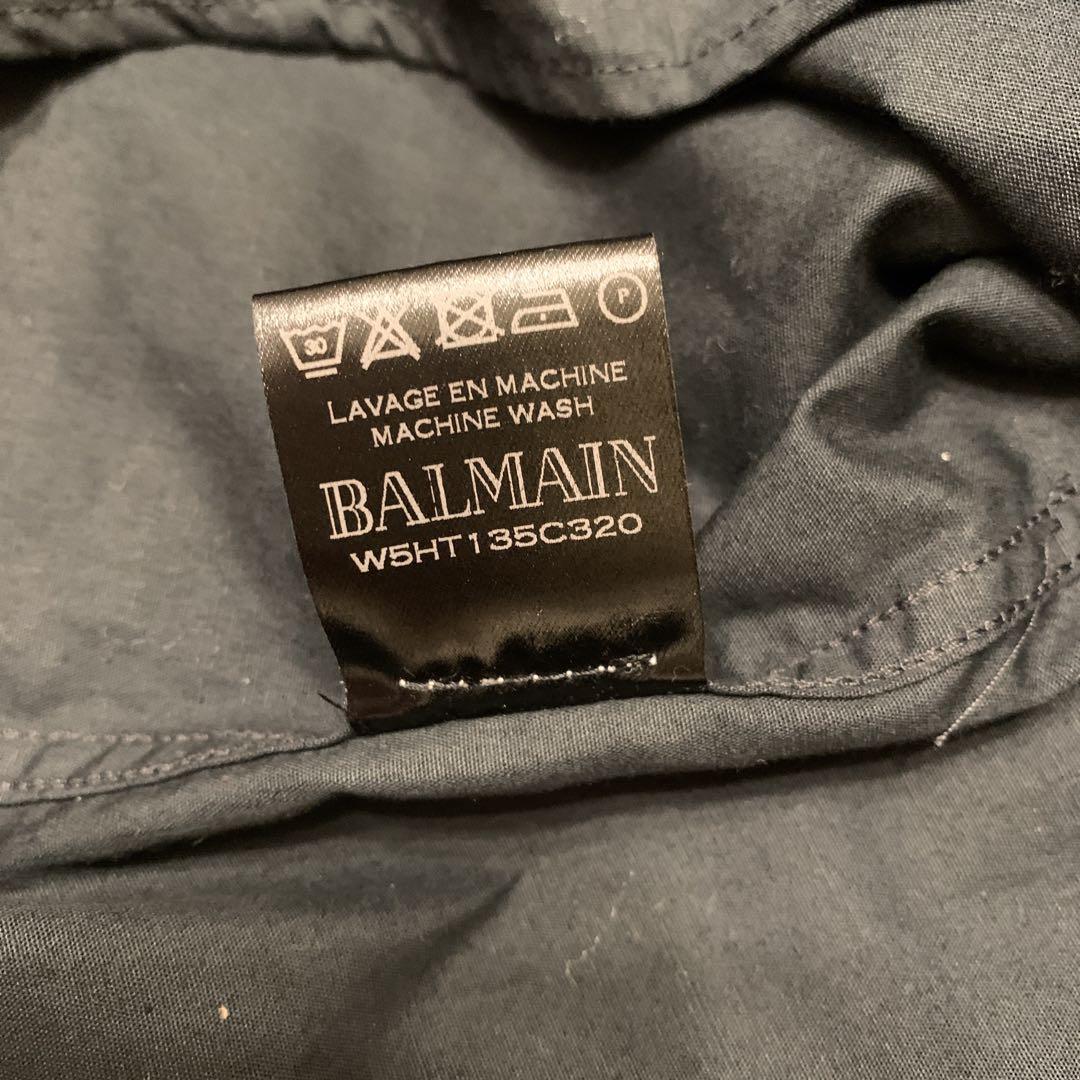 30
P
LAVAGE EN MACHINE
MACHINE WASH
BALMAIN
W5HT135C320